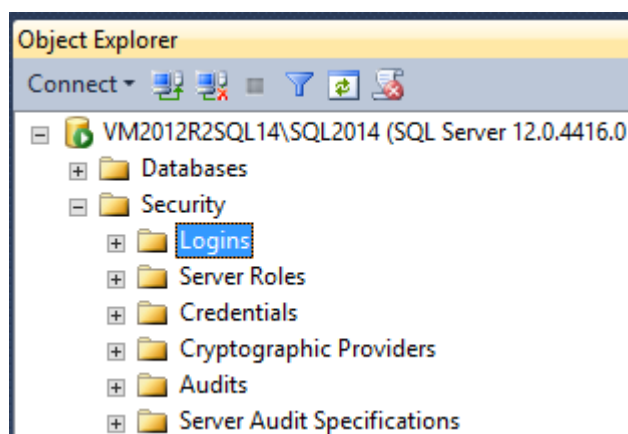 Object Explorer
Connect
VM2012R2SQL14\SQL2014 (SQL Server 12.0.4416.0
Databases
Security
Logins
Server Roles
Credentials
Cryptographic Providers
Audits
Server Audit Specifications